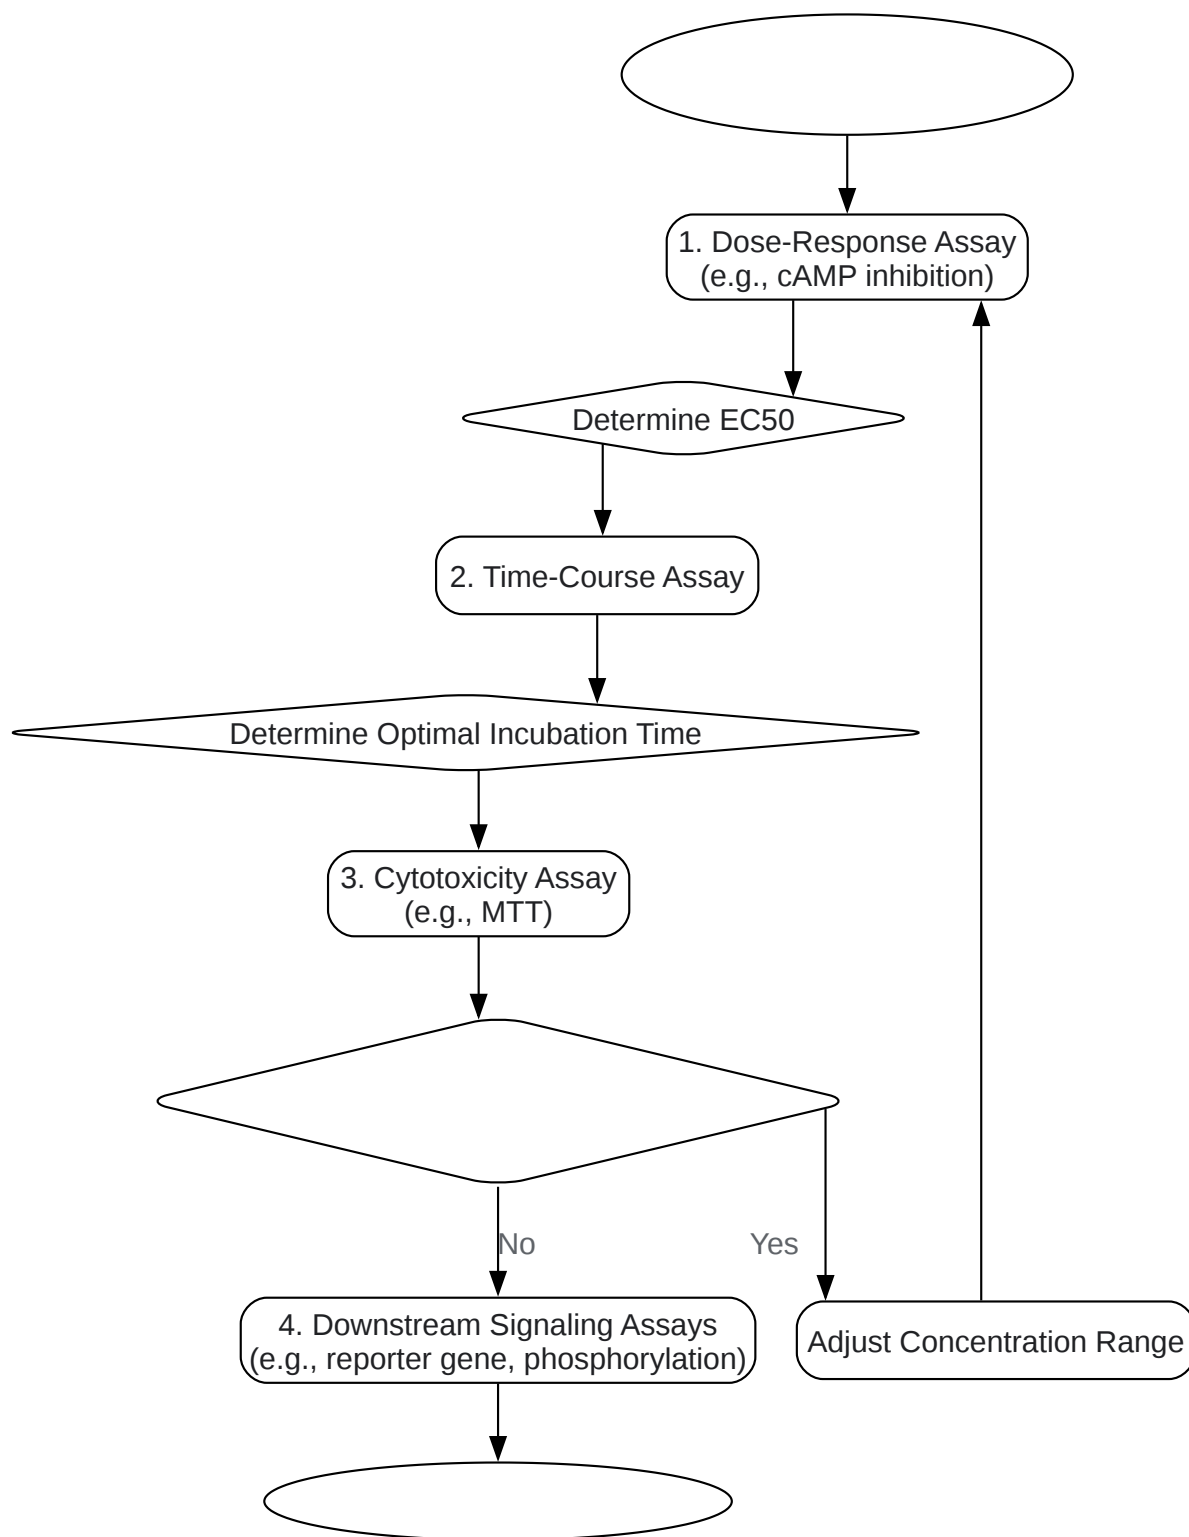 1. Dose-Response Assay
(e.g., cAMP inhibition)
Determine EC50
2. Time-Course Assay
Determine Optimal Incubation Time
3. Cytotoxicity Assay
(e.g., MTT)
No
Yes
4. Downstream Signaling Assays
(e.g., reporter gene, phosphorylation)
Adjust Concentration Range